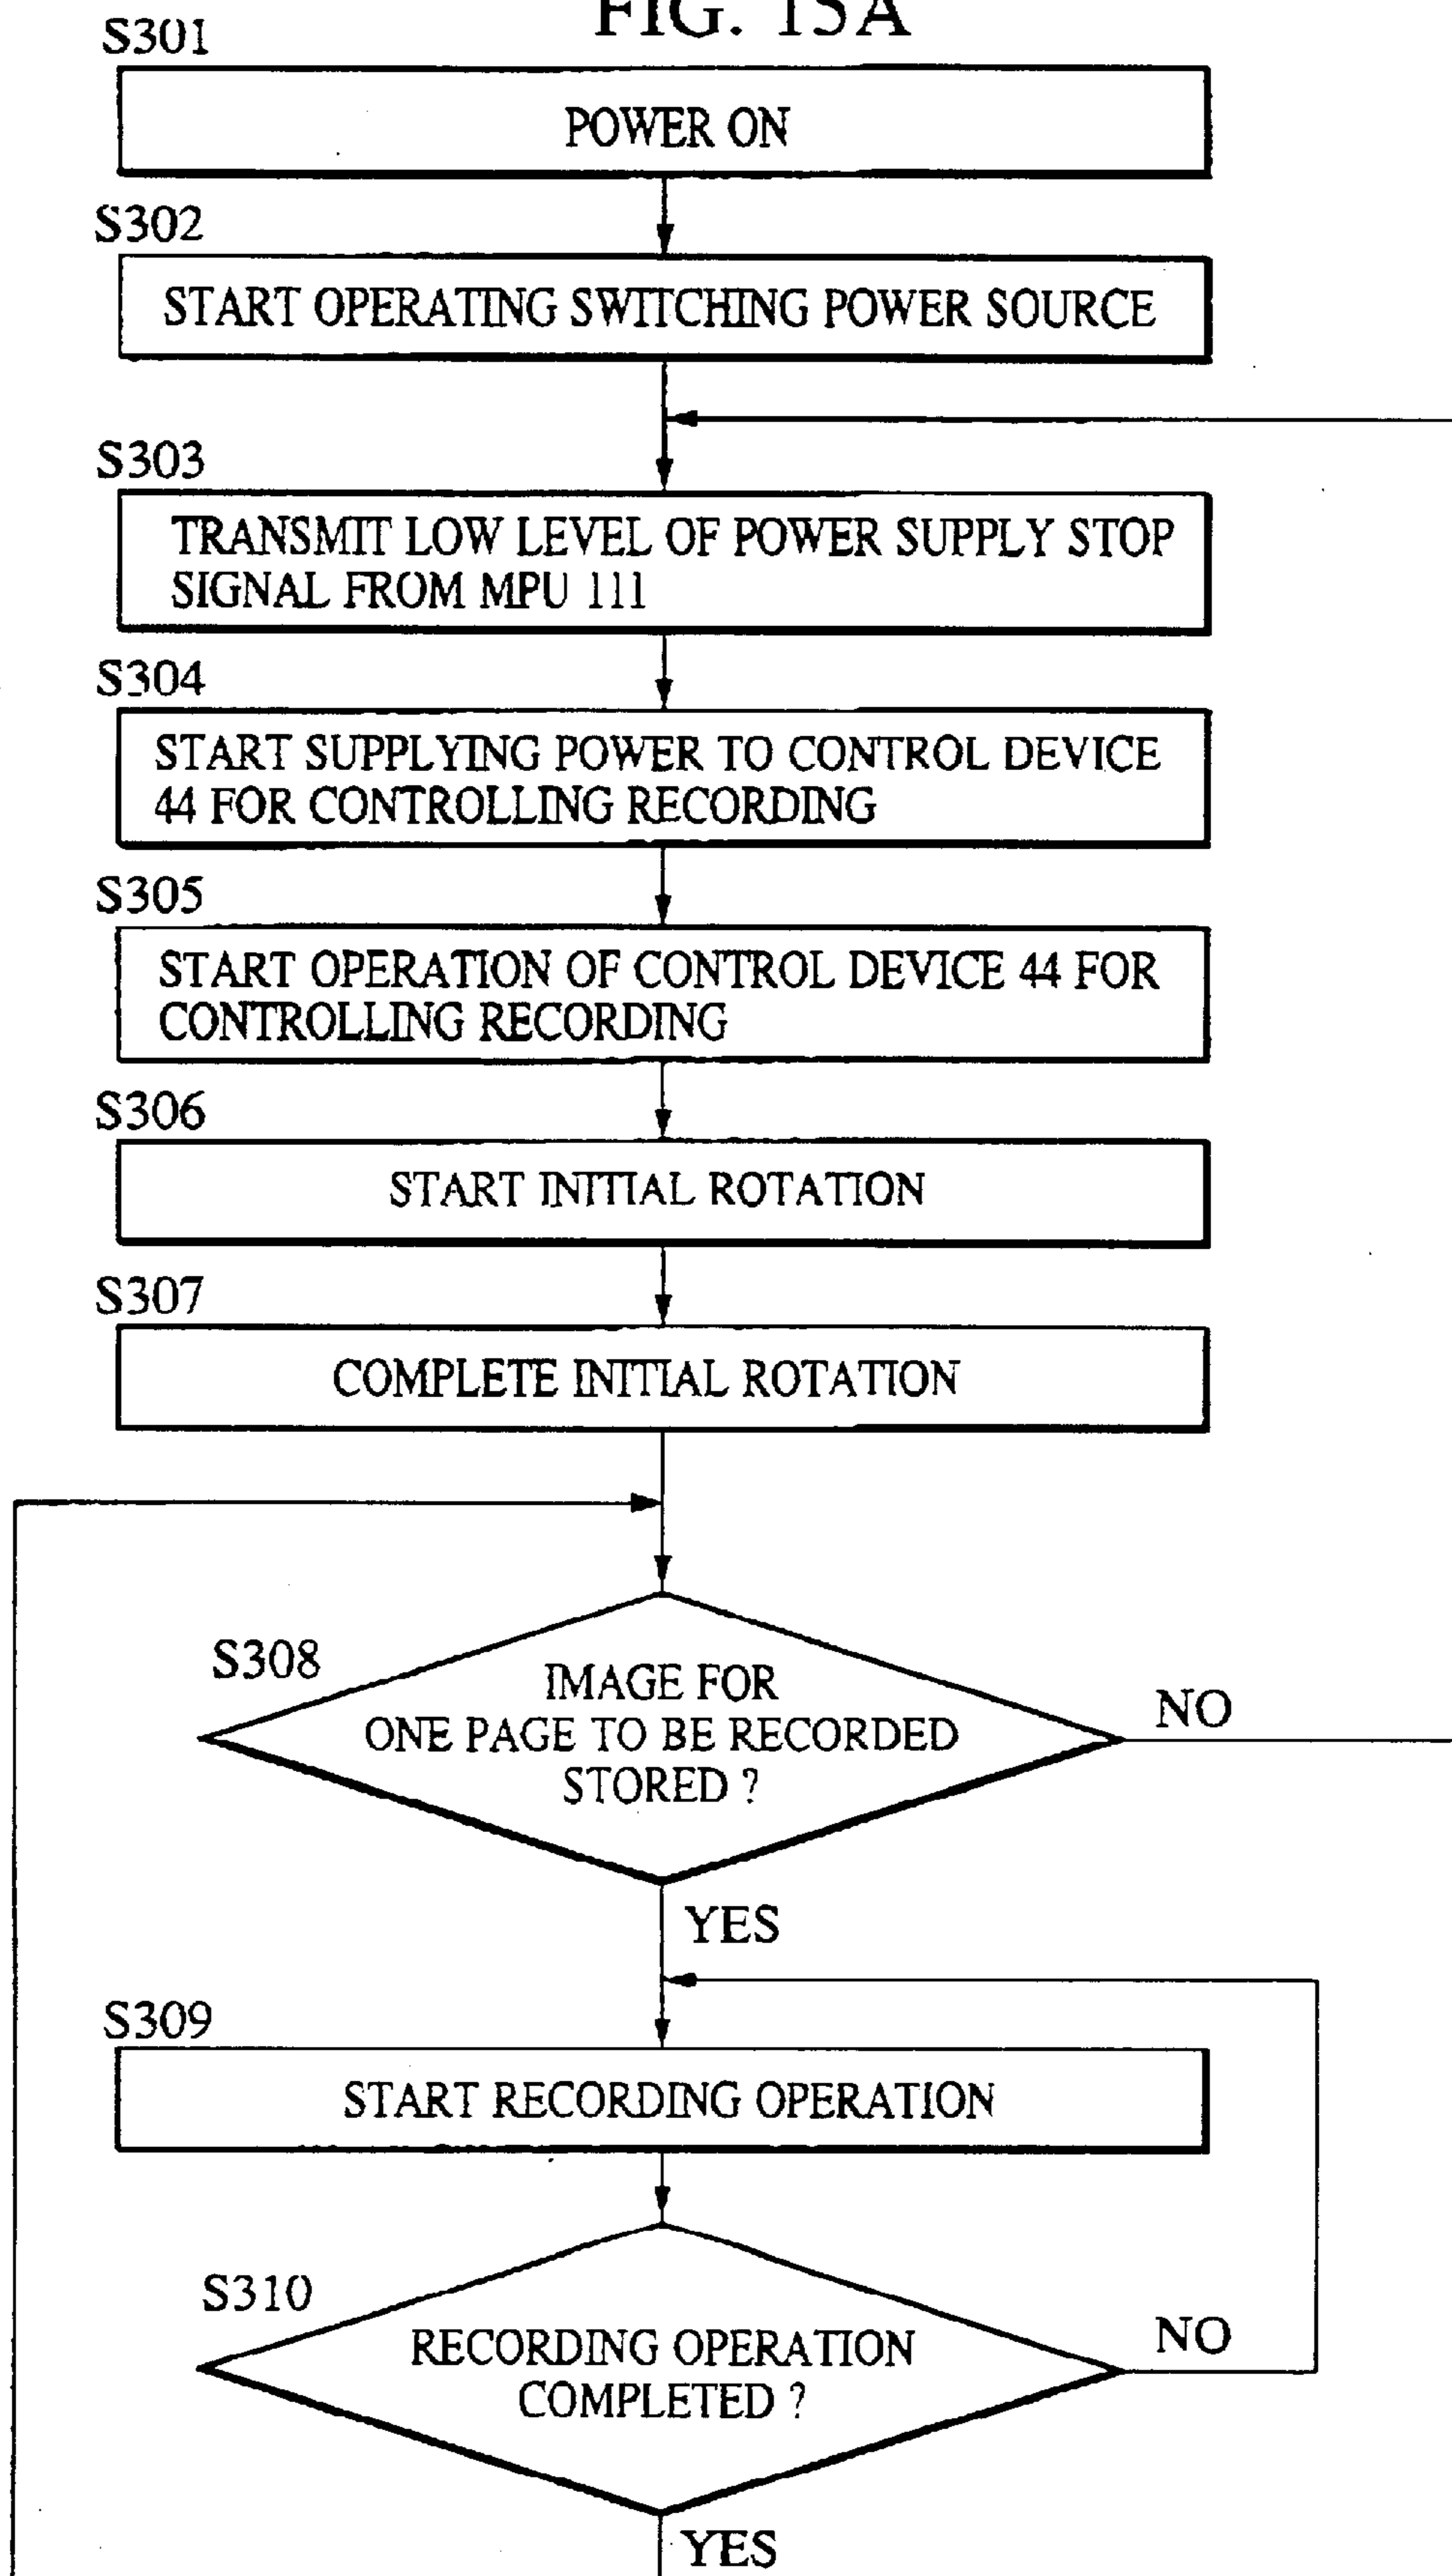 FIG. 15A
S301
POWER ON
S302
START OPERATING SWITCHING POWER SOURCE
S303
TRANSMIT LOW LEVEL OF POWER SUPPLY STOP
SIGNAL FROM MPU 111
S304
START SUPPLYING POWER TO CONTROL DEVICE
44 FOR CONTROLLING RECORDING
S305
START OPERATION OF CONTROL DEVICE 44 FOR
CONTROLLING RECORDING
S306
START INITIAL ROTATION
S307
COMPLETE INITIAL ROTATION
S308
IMAGE FOR
ONE PAGE TO BE RECORDED
STORED ?
NO
YES
S309
START RECORDING OPERATION
S310
RECORDING OPERATION
COMPLETED ?
NO
YES